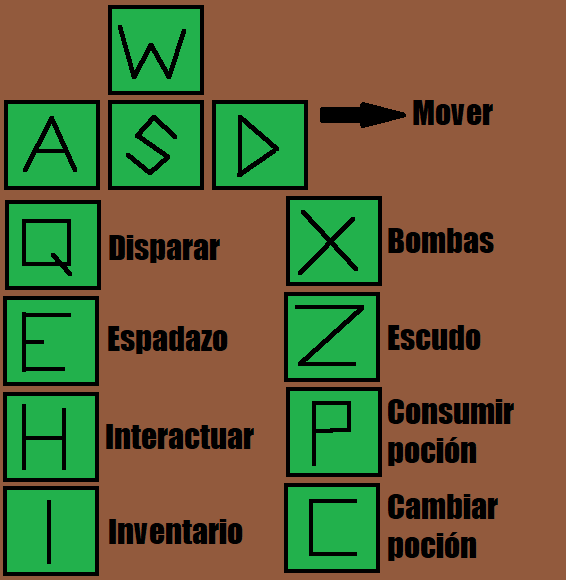 W
A S D Mover
Q Disparar
X Bombas
E Espadazo
Z Escudo
H Interactuar
P Consumir
poción
I Inventario
C Cambiar
poción